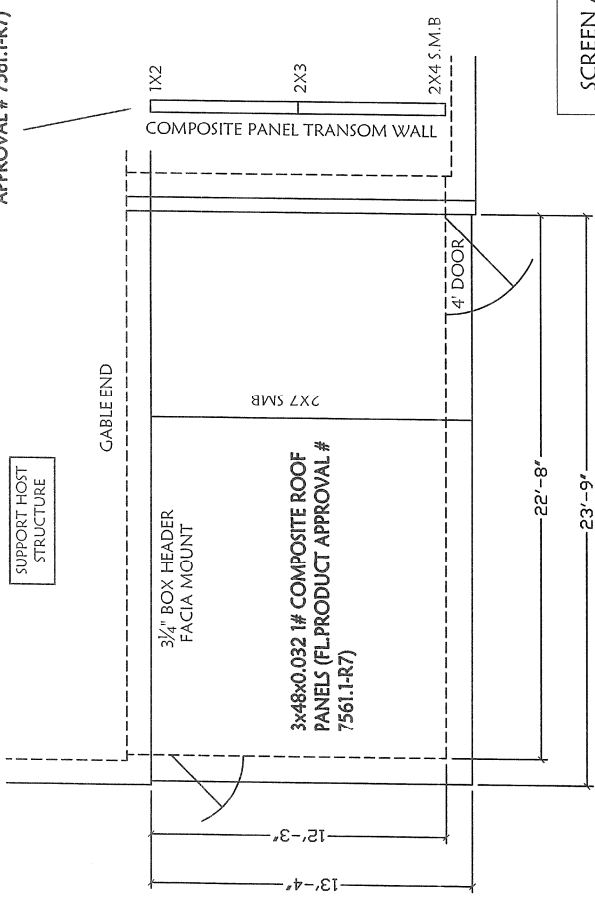 APPROVAL # 7561.1-R7)
SCREEN
SUPPORT HOST
STRUCTURE
GABLE END
1X2
2X3
2X4 S.M.B
COMPOSITE PANEL TRANSOM WALL
3¼" BOX HEADER
FACIA MOUNT
2X7 SMB
4' DOOR
3x48x0.032 1# COMPOSITE ROOF
PANELS (FL.PRODUCT APPROVAL #
7561.1-R7)
12'-3"
13'-4"
22'-8"
23'-9"